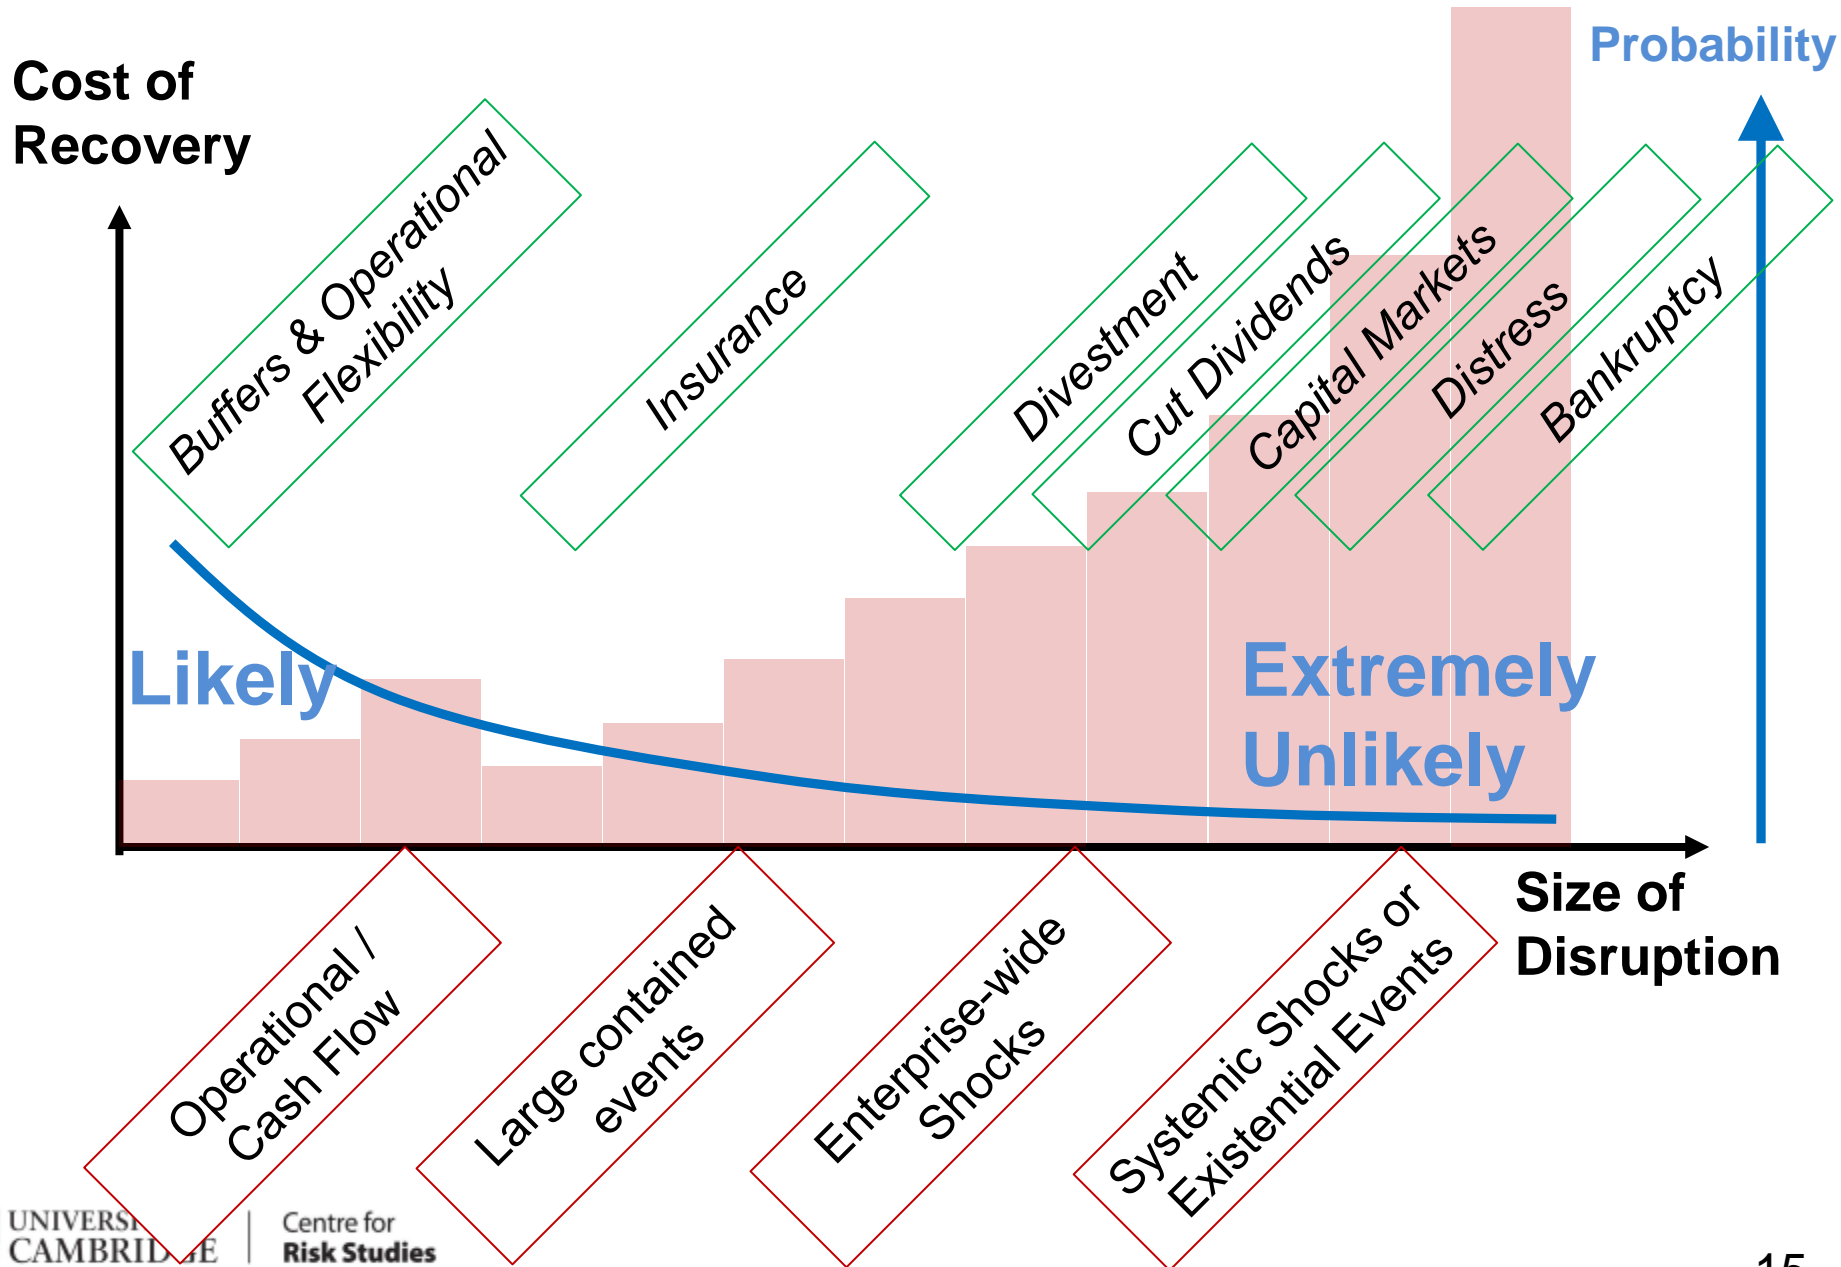 Cost of
Recovery
Probability
Buffers & Operational
Flexibility
Insurance
Divestment
Cut Dividends
Capital Markets
Distress
Bankruptcy
Likely
Extremely
Unlikely
Size of
Disruption
Operational /
Cash Flow
Large contained
events
Enterprise-wide
Shocks
Systemic Shocks or
Existential Events
Centre for
Risk Studies
15